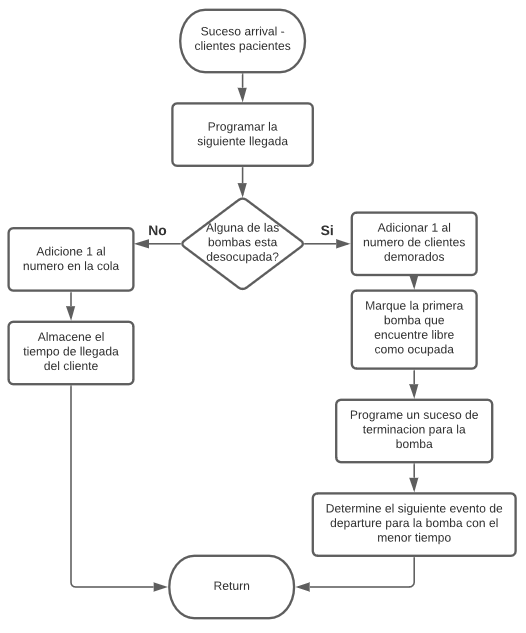 Suceso arrival -
clientes pacientes
Programar la
siguiente llegada
Alguna de las
bombas esta
desocupada?
No
Si
Adicione 1 al
numero en la cola
Almacene el
tiempo de llegada
del cliente
Adicionar 1 al
numero de clientes
demorados
Marque la primera
bomba que
encuentre libre
como ocupada
Programe un suceso de
terminacion para la
bomba
Determine el siguiente evento de
departure para la bomba con el
menor tiempo
Return